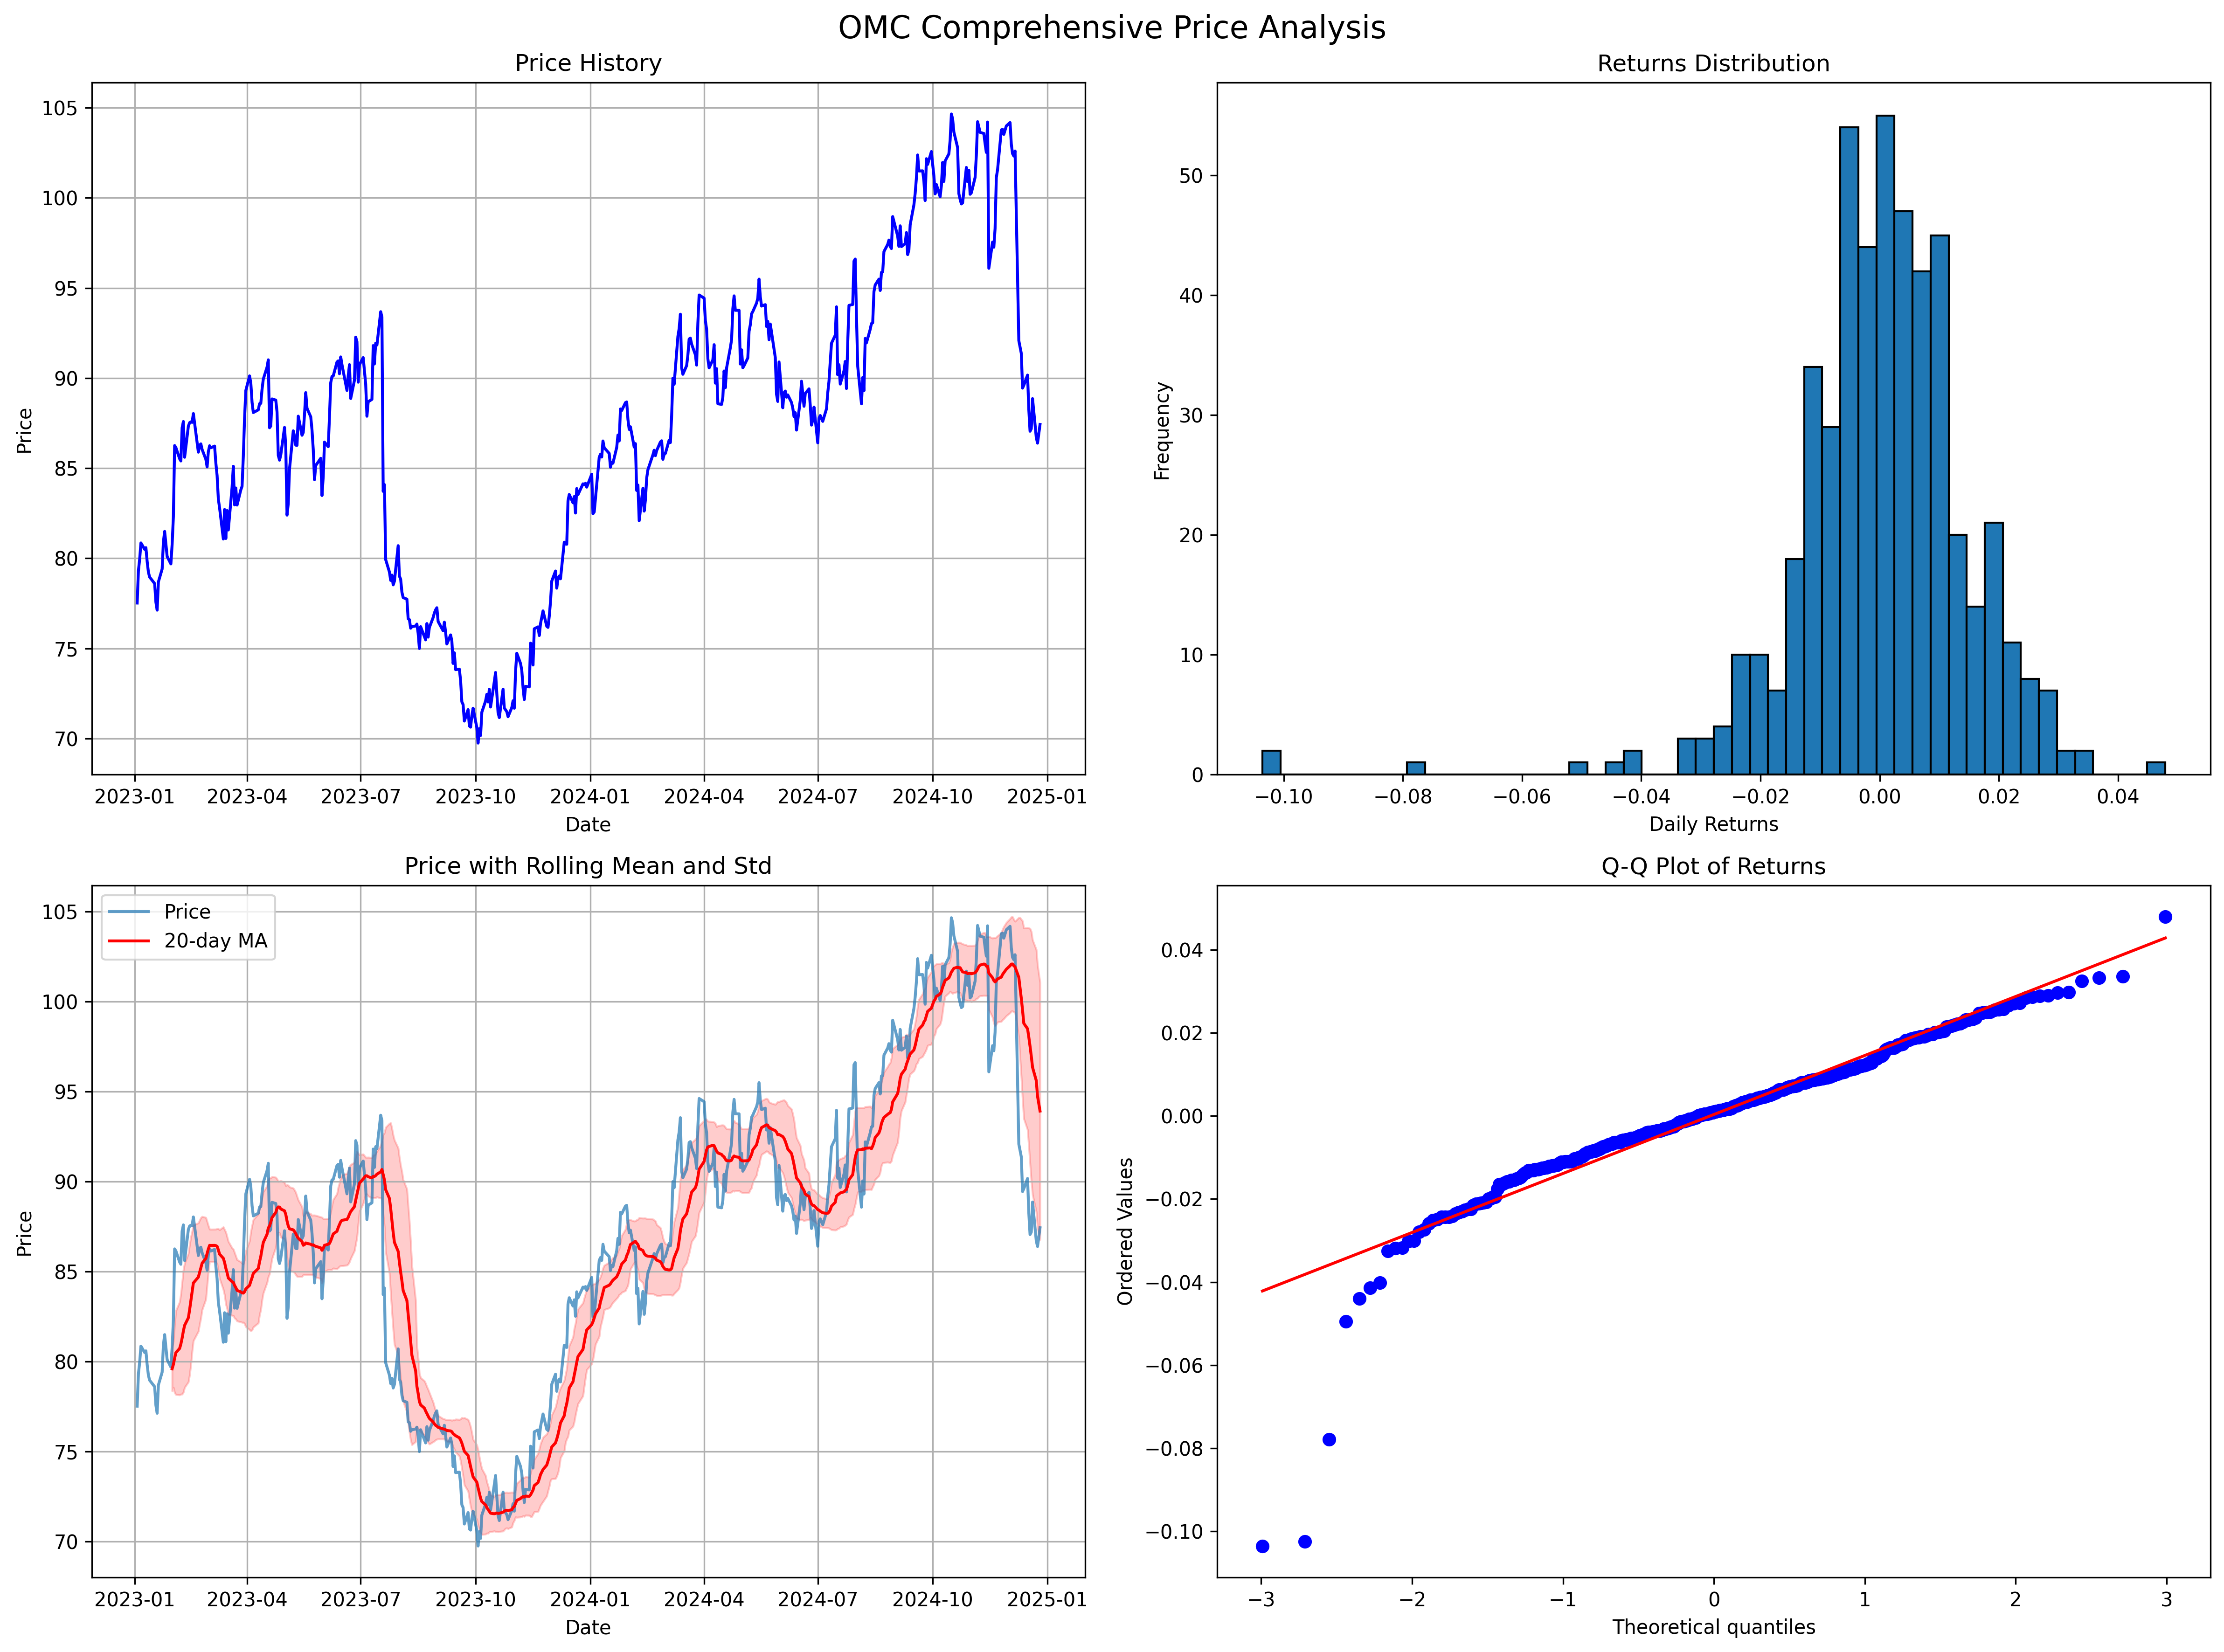 OMC Comprehensive Price Analysis
Price History
105
100
95
90
85
80
75
70
Price
2023-01 2023-04 2023-07 2023-10 2024-01 2024-04 2024-07 2024-10 2025-01
Date
Returns Distribution
50
40
30
20
10
0
Frequency
−0.10 −0.08 −0.06 −0.04 −0.02 0.00 0.02 0.04
Daily Returns
Price with Rolling Mean and Std
Price
20-day MA
105
100
95
90
85
80
75
70
Price
2023-01 2023-04 2023-07 2023-10 2024-01 2024-04 2024-07 2024-10 2025-01
Date
Q-Q Plot of Returns
0.04
0.02
0.00
−0.02
−0.04
−0.06
−0.08
−0.10
Ordered Values
−3 −2 −1 0 1 2 3
Theoretical quantiles